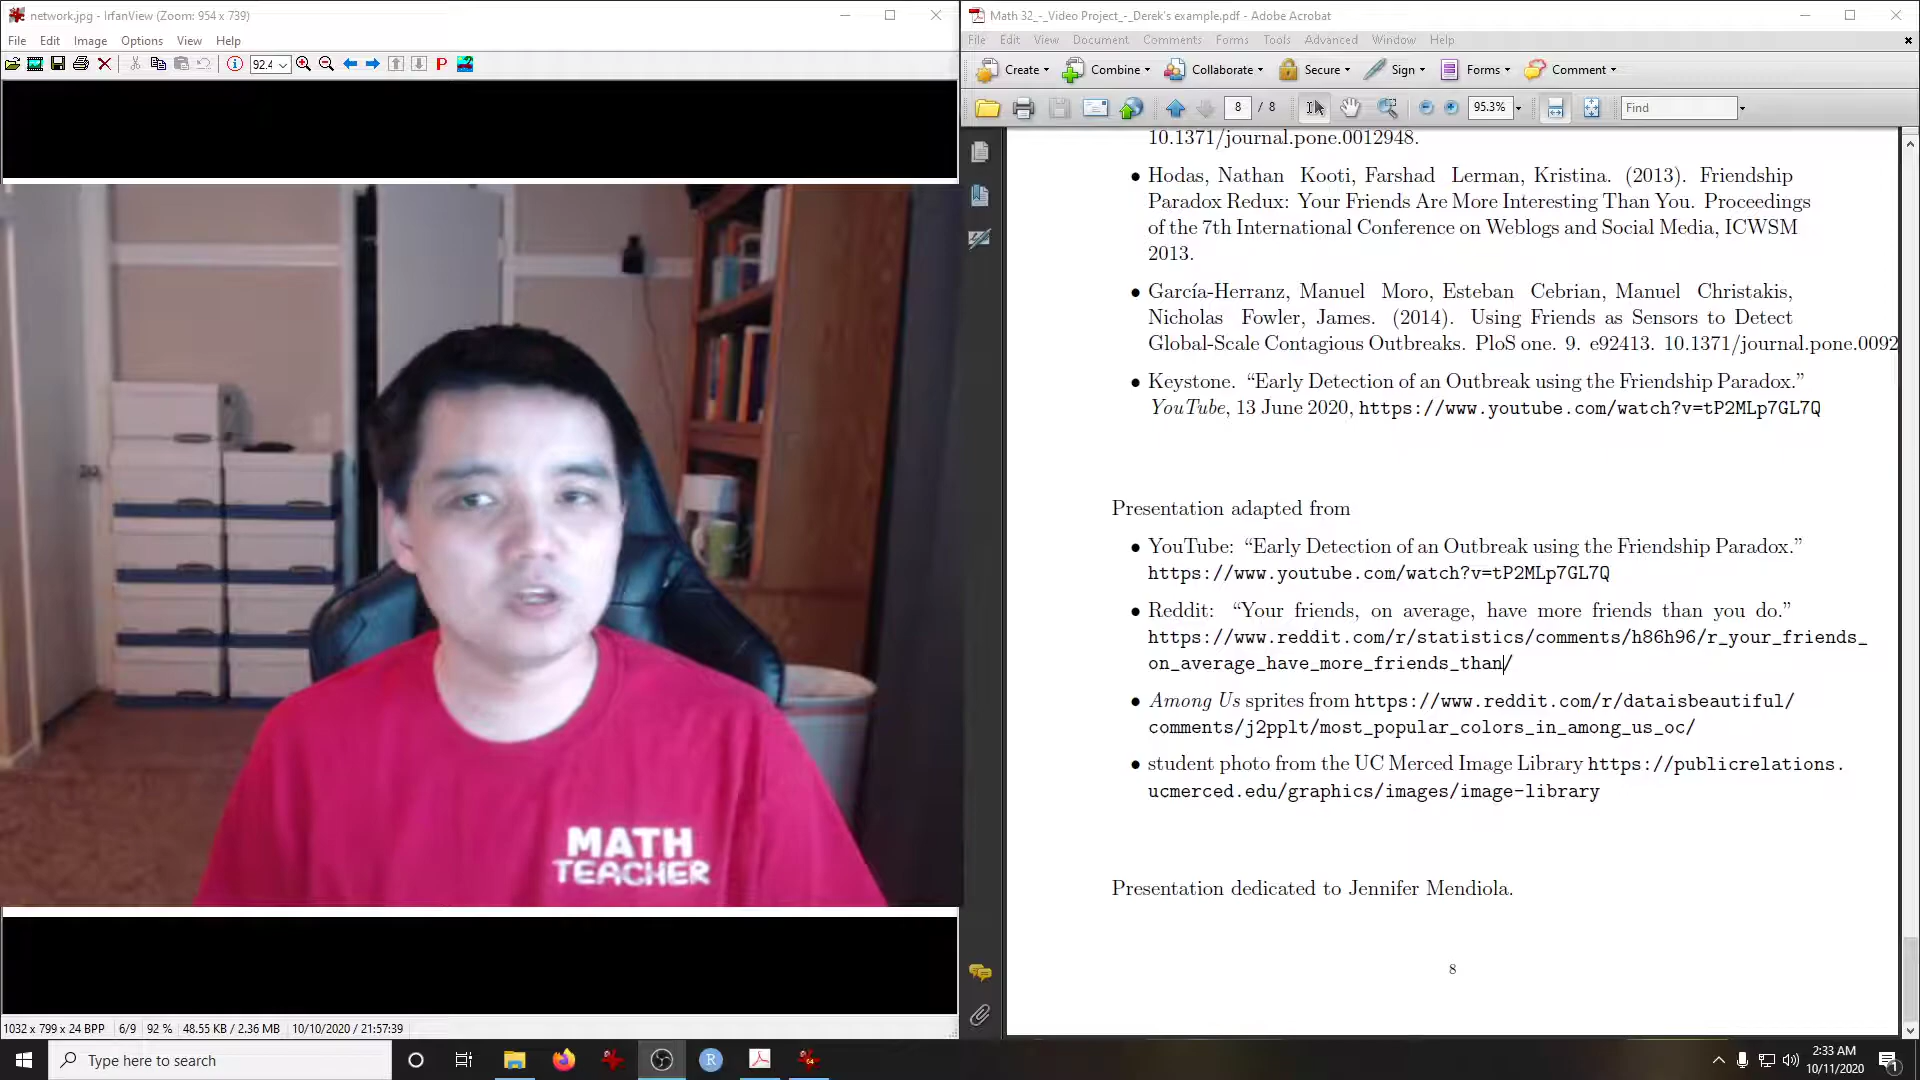 network.jpg - IrfanView (Zoom: 954 x 739)
File Edit Image Options View Help
92.4
MATH
TEACHER
1032 x 799 x 24 BPP 6/9 92 % 48.55 KB / 2.36 MB 10/10/2020 / 21:57:39
Math 32_-_Video Project_-_Derek's example.pdf - Adobe Acrobat
File Edit View Document Comments Forms Tools Advanced Window Help
Create Combine Collaborate Secure Sign Forms Comment
8 / 8 95.3% Find
10.1371/journal.pone.0012948.
• Hodas, Nathan Kooti, Farshad Lerman, Kristina. (2013). Friendship
Paradox Redux: Your Friends Are More Interesting Than You. Proceedings
of the 7th International Conference on Weblogs and Social Media, ICWSM
2013.
• García-Herranz, Manuel Moro, Esteban Cebrian, Manuel Christakis,
Nicholas Fowler, James. (2014). Using Friends as Sensors to Detect
Global-Scale Contagious Outbreaks. PloS one. 9. e92413. 10.1371/journal.pone.0092
• Keystone. “Early Detection of an Outbreak using the Friendship Paradox.”
YouTube, 13 June 2020, https://www.youtube.com/watch?v=tP2MLp7GL7Q
Presentation adapted from
• YouTube: “Early Detection of an Outbreak using the Friendship Paradox.”
https://www.youtube.com/watch?v=tP2MLp7GL7Q
• Reddit: “Your friends, on average, have more friends than you do.”
https://www.reddit.com/r/statistics/comments/h86h96/r_your_friends_
on_average_have_more_friends_than/
• Among Us sprites from https://www.reddit.com/r/dataisbeautiful/
comments/j2pplt/most_popular_colors_in_among_us_oc/
• student photo from the UC Merced Image Library https://publicrelations.
ucmerced.edu/graphics/images/image-library
Presentation dedicated to Jennifer Mendiola.
8
Type here to search
2:33 AM
10/11/2020
1